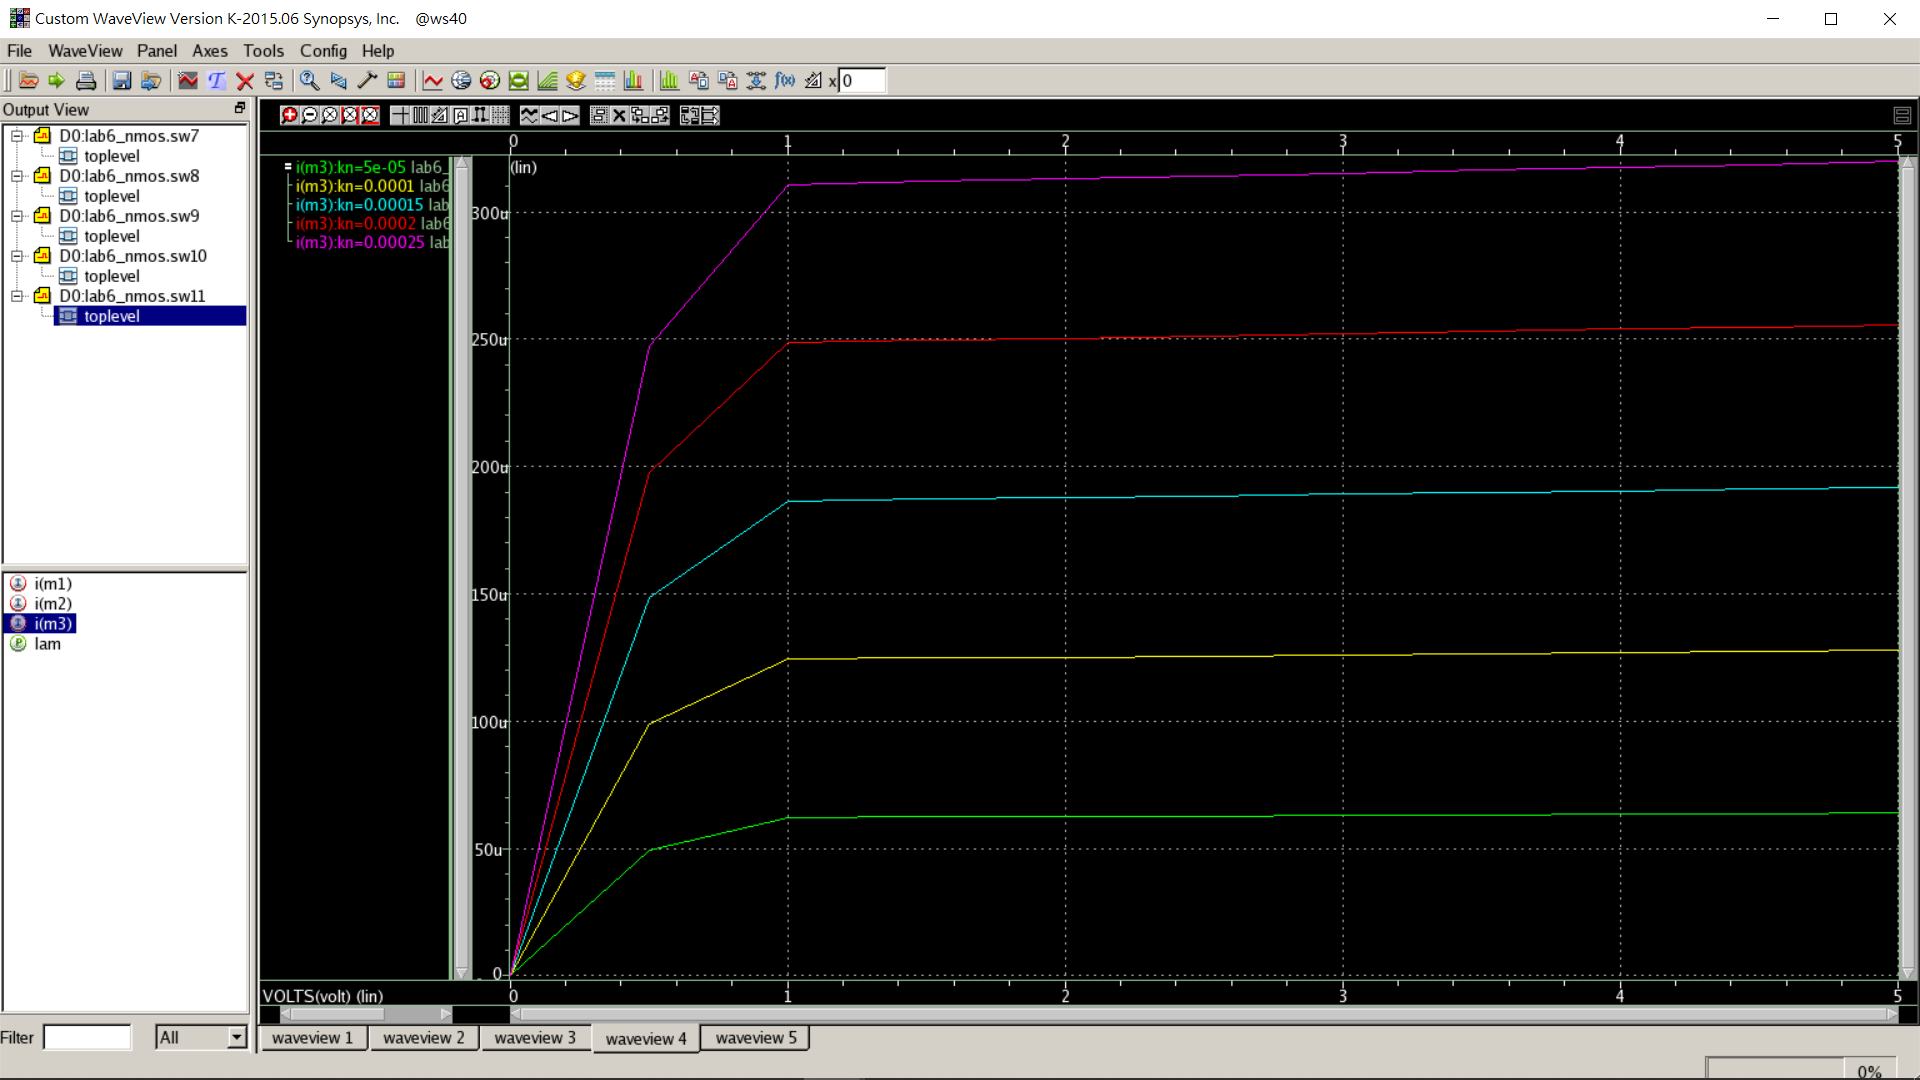 Custom WaveView Version K-2015.06 Synopsys, Inc.    @ws40
File WaveView Panel Axes Tools Config Help
x 0
Output View
D0:lab6_nmos.sw7
toplevel
D0:lab6_nmos.sw8
toplevel
D0:lab6_nmos.sw9
toplevel
D0:lab6_nmos.sw10
toplevel
D0:lab6_nmos.sw11
toplevel
i(m1)
i(m2)
i(m3)
lam
Filter
All
0 1 2 3 4 5
i(m3):kn=5e-05 lab6_
i(m3):kn=0.0001 lab6
i(m3):kn=0.00015 lab
i(m3):kn=0.0002 lab6
i(m3):kn=0.00025 lab
(lin)
300u
250u
200u
150u
100u
50u
0
VOLTS(volt) (lin)
0 1 2 3 4 5
waveview 1 waveview 2 waveview 3 waveview 4 waveview 5
0%